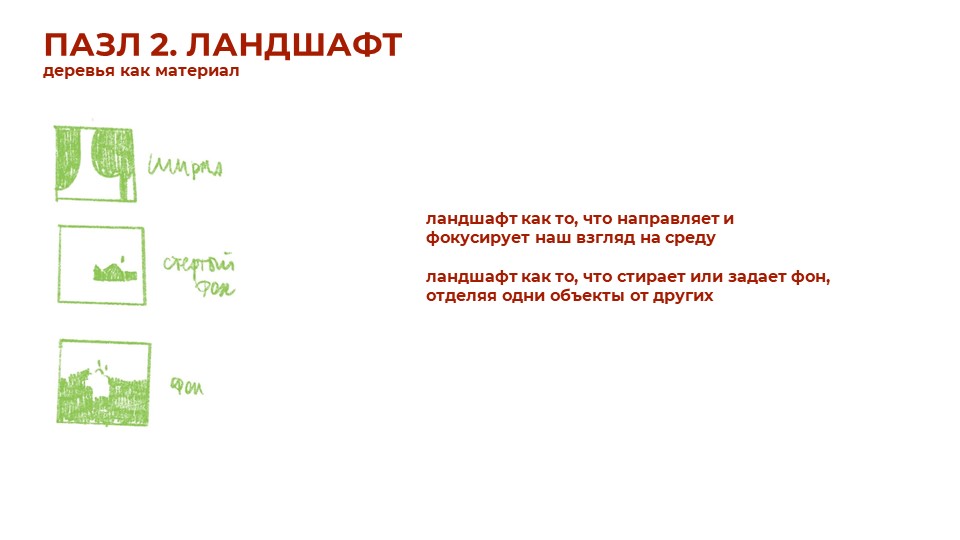 ПАЗЛ 2. ЛАНДШАФТ
деревья как материал
ширма
стертый
фон
фон
ландшафт как то, что направляет и
фокусирует наш взгляд на среду
ландшафт как то, что стирает или задает фон,
отделяя одни объекты от других